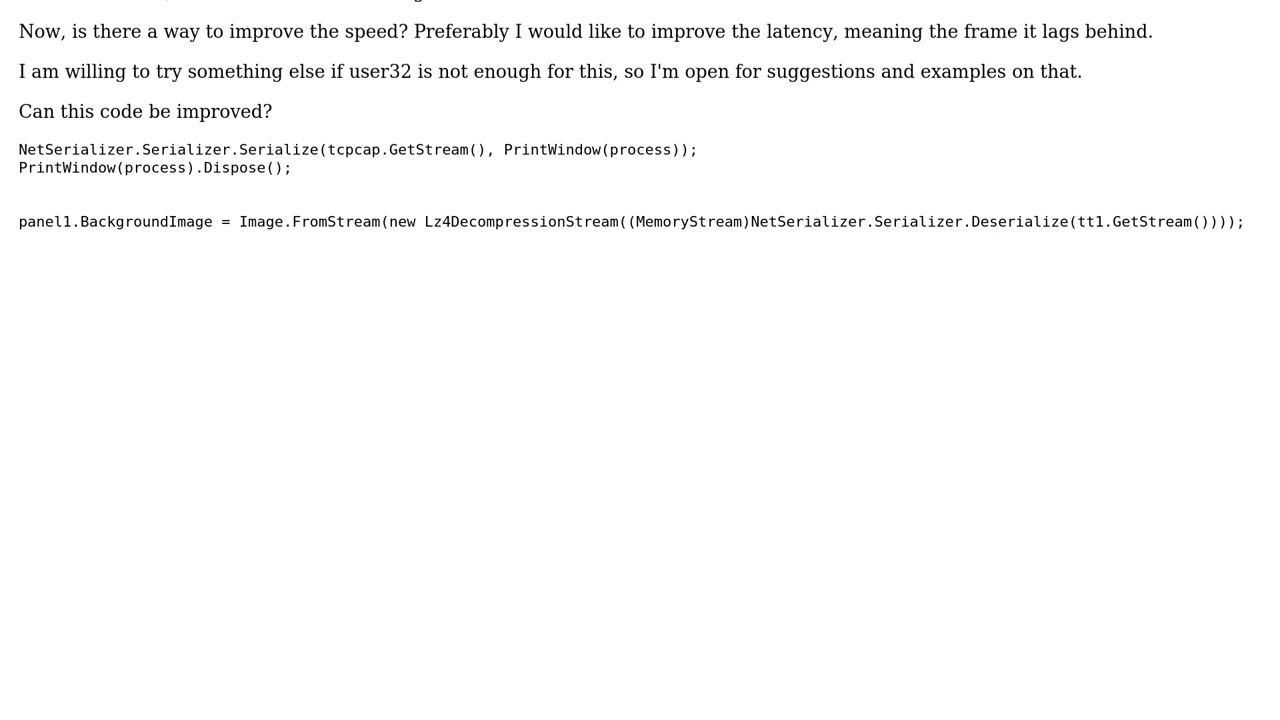 Now, is there a way to improve the speed? Preferably I would like to improve the latency, meaning the frame it lags behind.
I am willing to try something else if user32 is not enough for this, so I'm open for suggestions and examples on that.
Can this code be improved?
NetSerializer.Serializer.Serialize(tcpcap.GetStream(), PrintWindow(process));
PrintWindow(process).Dispose();
panel1.BackgroundImage = Image.FromStream(new Lz4DecompressionStream((MemoryStream)NetSerializer.Serializer.Deserialize(tt1.GetStream())));